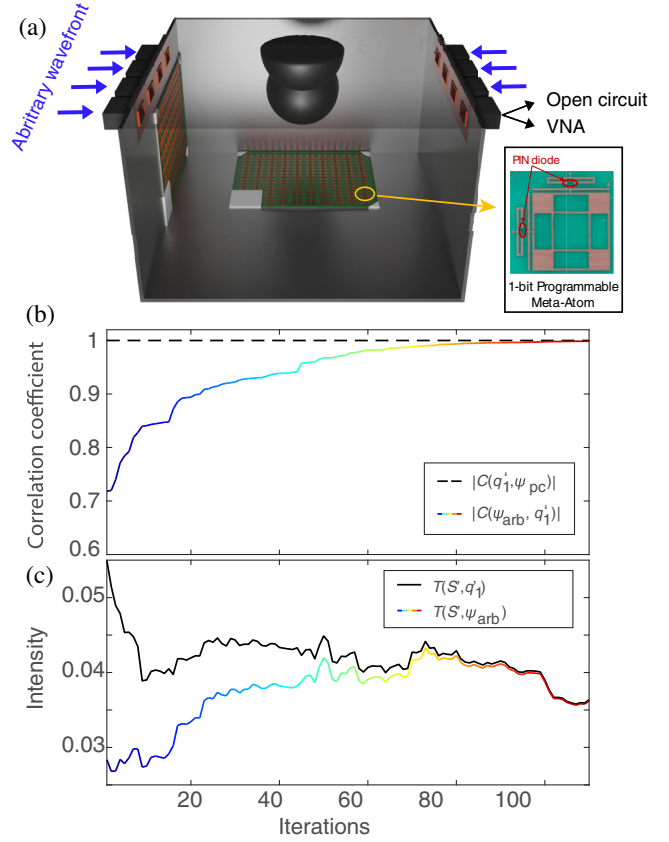 (a)
Abritrary wavefront
Open circuit
VNA
PIN diode
1-bit Programmable
Meta-Atom
(b)
1
0.9
0.8
0.7
0.6
Correlation coefficient
|C(q'₁,ψpc)|
|C(ψarb, q'₁)|
(c)
0.05
0.04
0.03
Intensity
T(S',q'₁)
T(S',ψarb)
20 40 60 80 100
Iterations